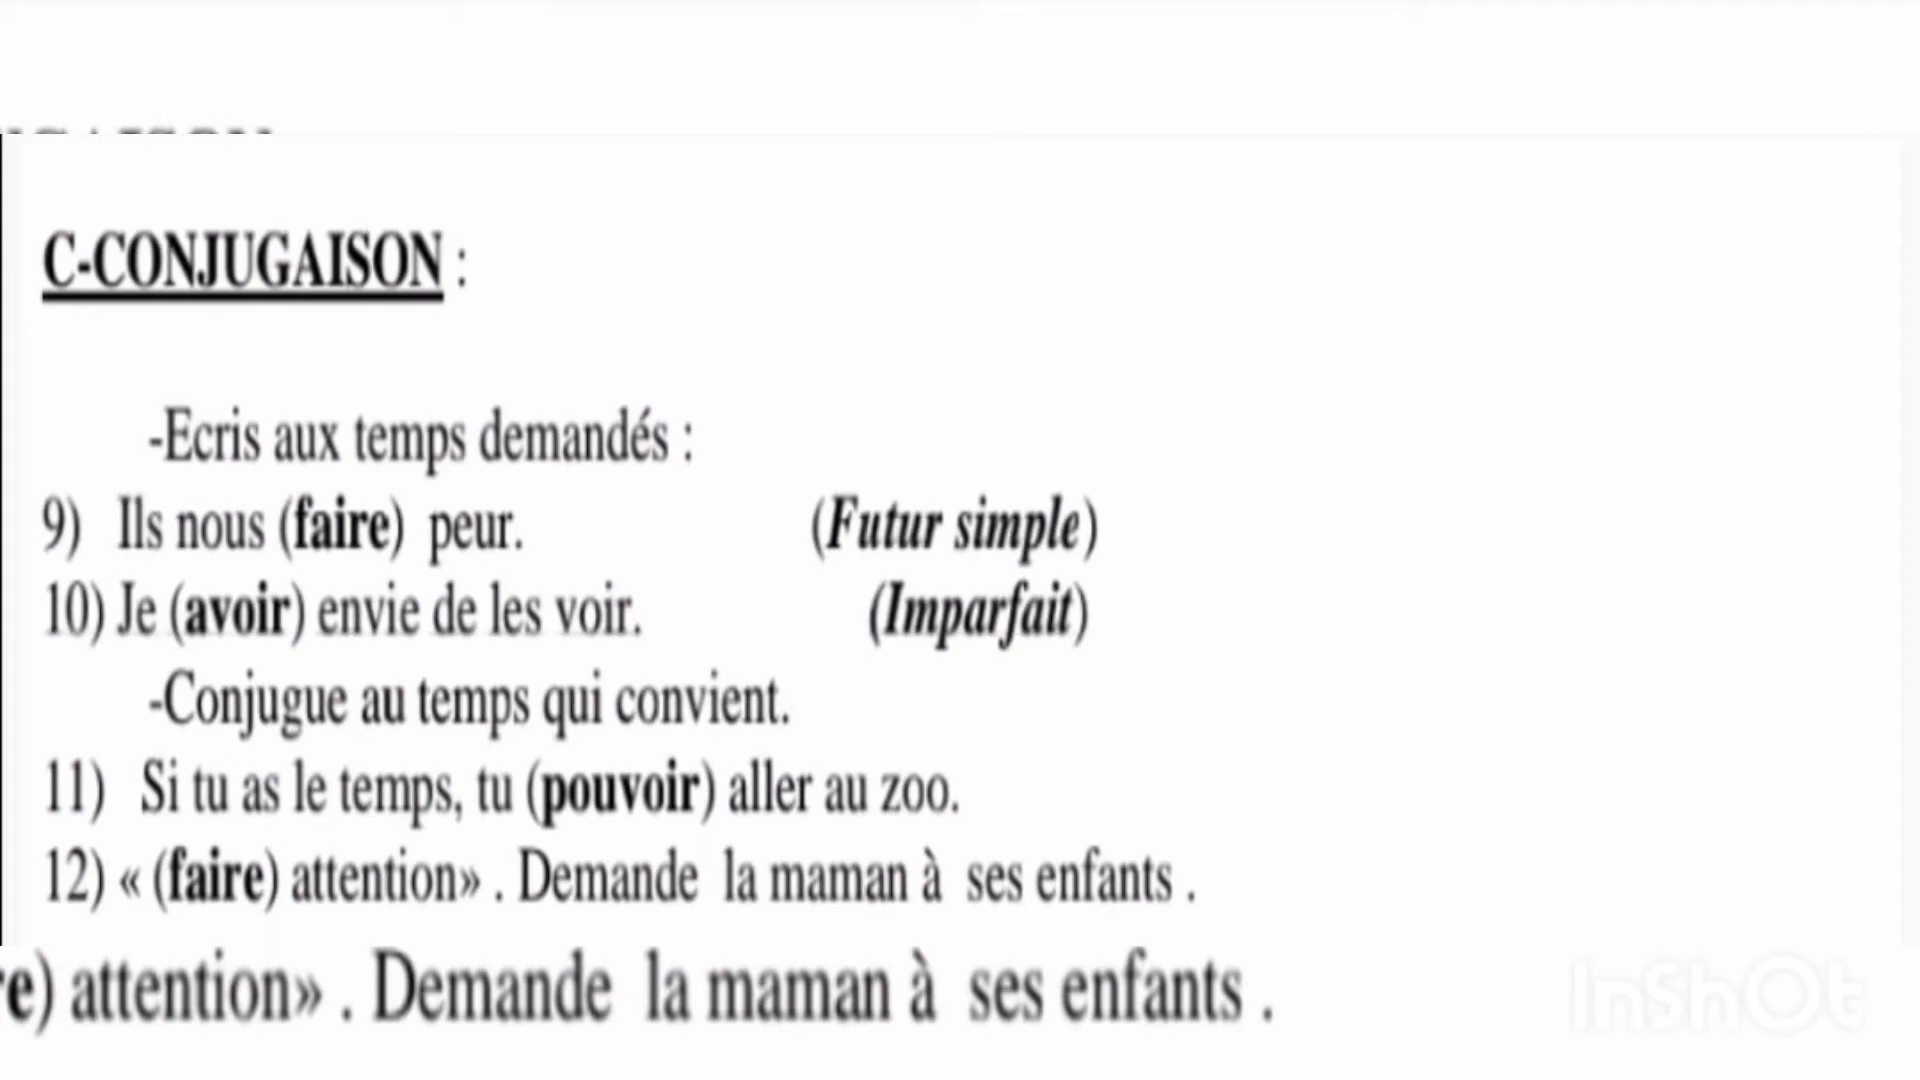 C-CONJUGAISON :
-Ecris aux temps demandés :
9) Ils nous (faire) peur. (Futur simple)
10) Je (avoir) envie de les voir. (Imparfait)
-Conjugue au temps qui convient.
11) Si tu as le temps, tu (pouvoir) aller au zoo.
12) « (faire) attention» . Demande la maman à ses enfants .
re) attention» . Demande la maman à ses enfants .
InShOt